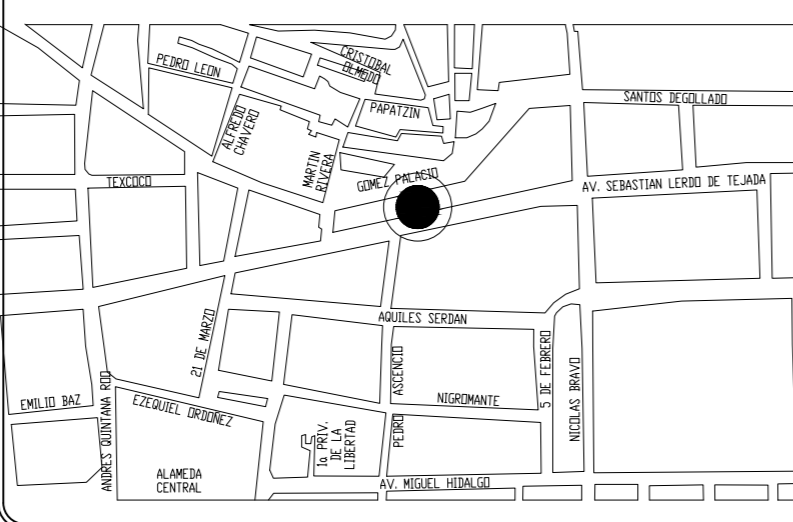 CRISTOBAL
OLMEDO
PEDRO LEON
PAPATZIN
SANTOS DEGOLLADO
ALFREDO
CHAVERO
MARTIN
RIVERA
TEXCOCO
GOMEZ PALACIO
AV. SEBASTIAN LERDO DE TEJADA
AQUILES SERDAN
21 DE MARZO
5 DE FEBRERO
NICOLAS BRAVO
PEDRO ASCENCIO
NIGROMANTE
EMILIO BAZ
ANDRES QUINTANA ROO
EZEQUIEL ORDOÑEZ
1a PRIV.
DE LA
LIBERTAD
ALAMEDA
CENTRAL
AV. MIGUEL HIDALGO